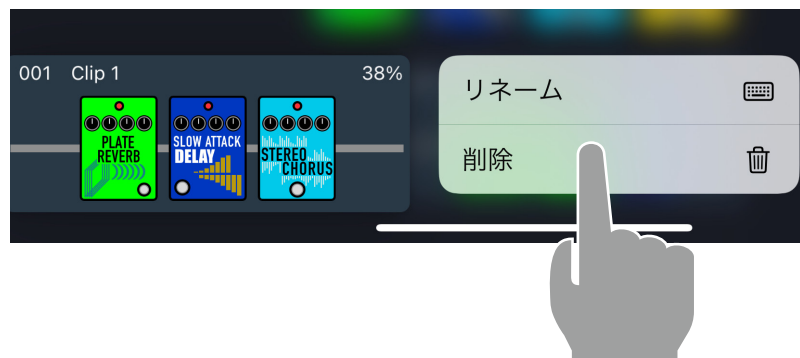 001 Clip 1 38%
PLATE
REVERB
SLOW ATTACK
DELAY
STEREO
CHORUS
リネーム
削除